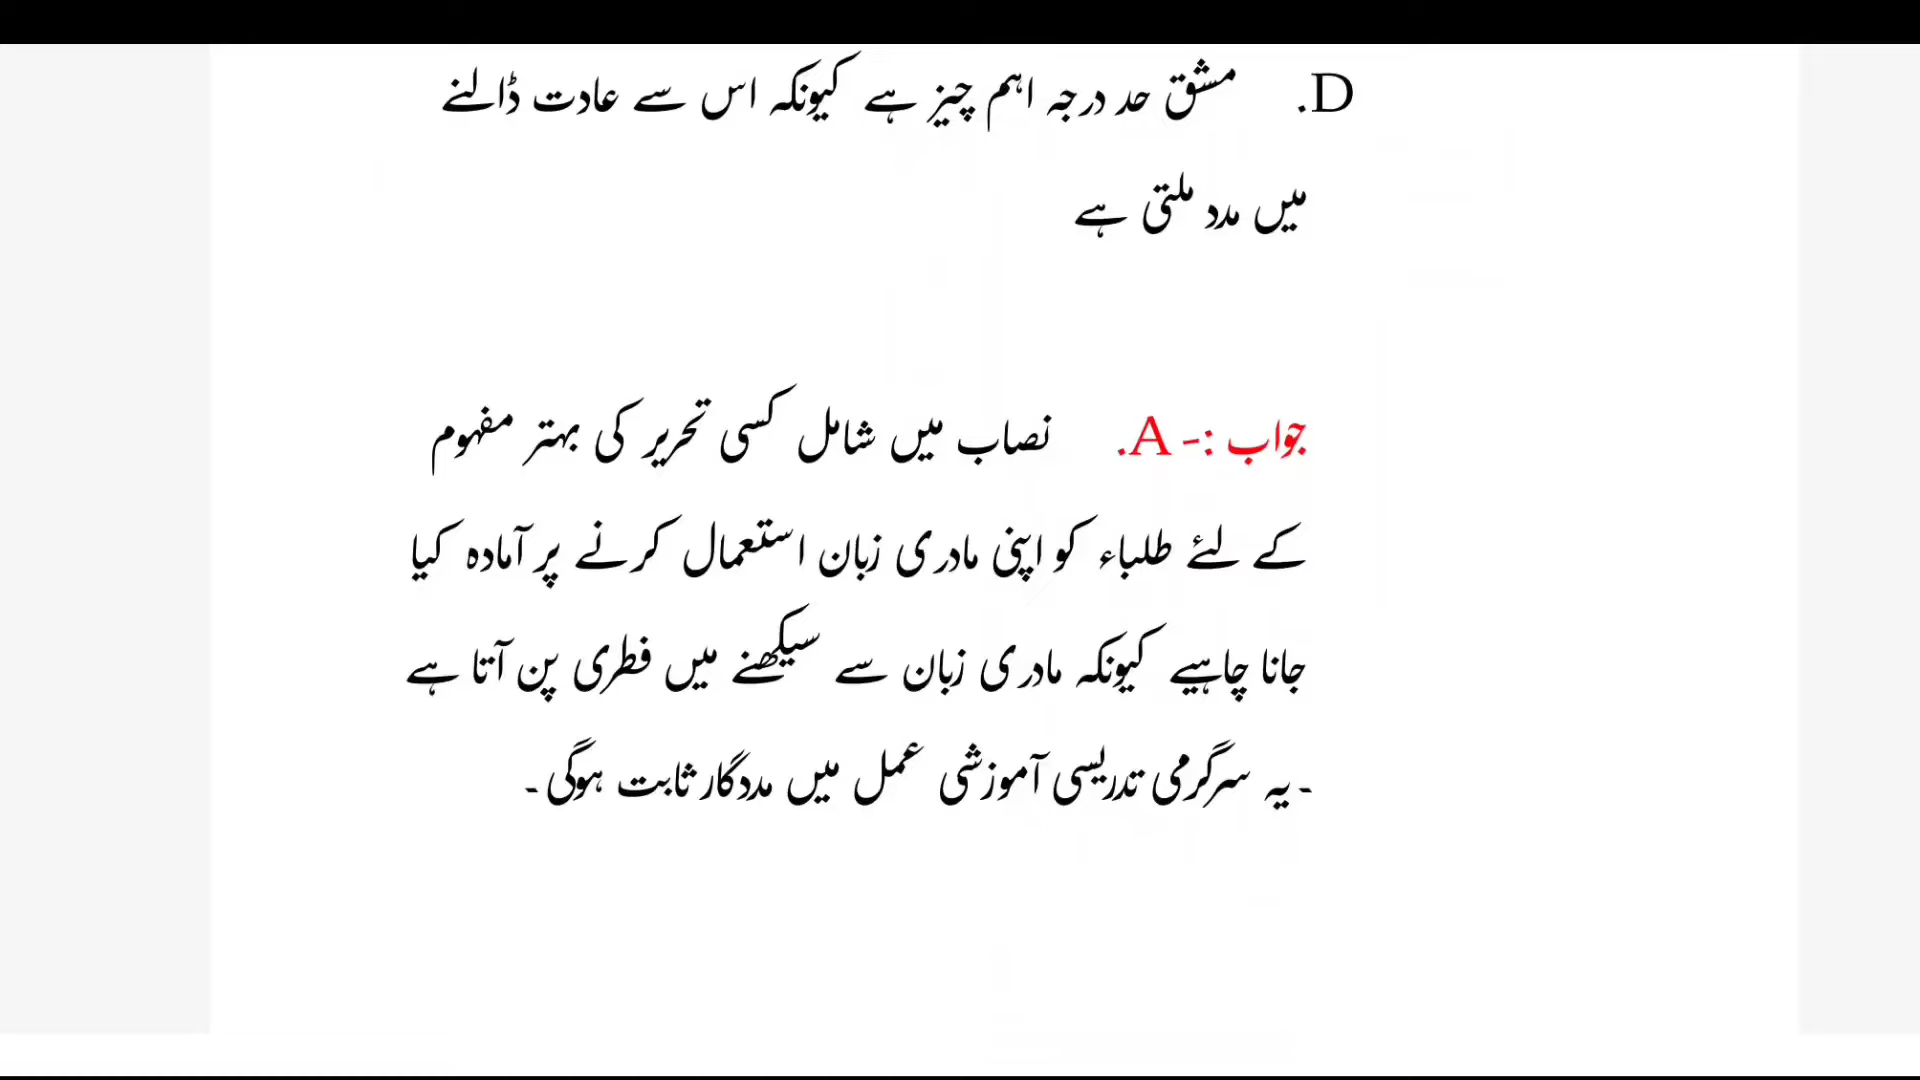 D. مشق حد درجہ اہم چیز ہے کیونکہ اس سے عادت ڈالنے
میں مدد ملتی ہے
جواب :- A. نصاب میں شامل کسی تحریر کی بہتر مفہوم
کے لئے طلباء کو اپنی مادری زبان استعمال کرنے پر آمادہ کیا
جانا چاہیے کیونکہ مادری زبان سے سیکھنے میں فطری پن آتا ہے
۔ یہ سرگرمی تدریسی آموزشی عمل میں مددگار ثابت ہوگی۔